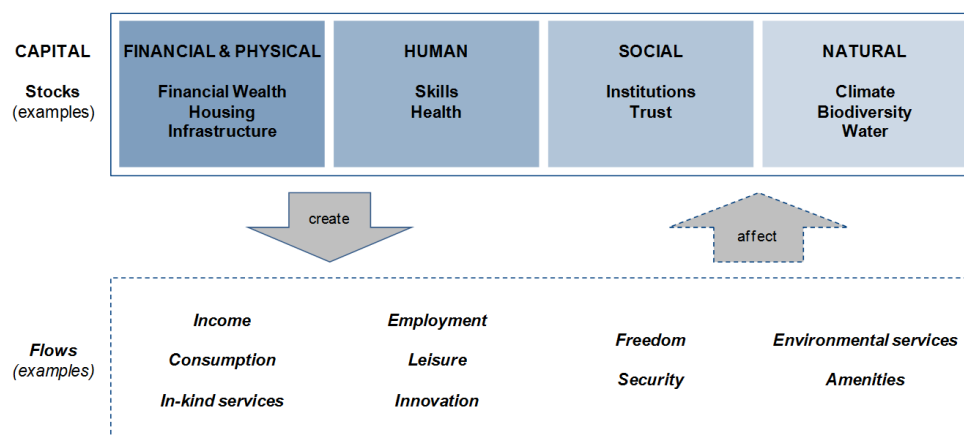 CAPITAL
Stocks
(examples)
FINANCIAL & PHYSICAL
Financial Wealth
Housing
Infrastructure
HUMAN
Skills
Health
SOCIAL
Institutions
Trust
NATURAL
Climate
Biodiversity
Water
create
affect
Flows
(examples)
Income
Consumption
In-kind services
Employment
Leisure
Innovation
Freedom
Security
Environmental services
Amenities